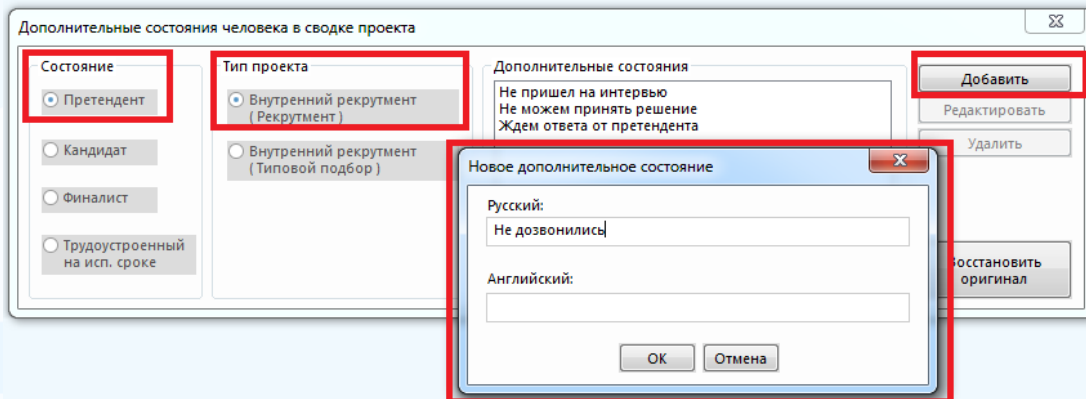 Дополнительные состояния человека в сводке проекта
Состояние
Претендент
Кандидат
Финалист
Трудоустроенный
на исп. сроке
Тип проекта
Внутренний рекрутмент
( Рекрутмент )
Внутренний рекрутмент
( Типовой подбор )
Дополнительные состояния
Не пришел на интервью
Не можем принять решение
Ждем ответа от претендента
Добавить
Редактировать
Удалить
Восстановить
оригинал
Новое дополнительное состояние
Русский:
Не дозвонились
Английский:
OK
Отмена